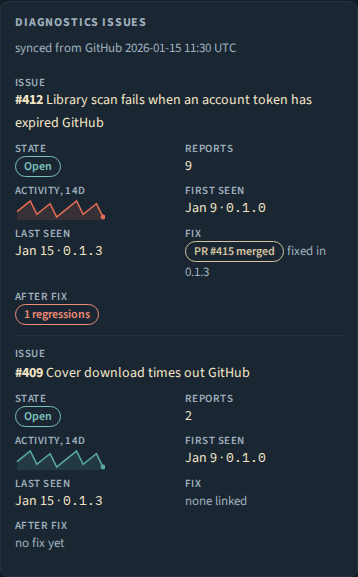 DIAGNOSTICS ISSUES
synced from GitHub 2026-01-15 11:30 UTC
ISSUE
#412 Library scan fails when an account token has
expired GitHub
STATE
Open
REPORTS
9
ACTIVITY, 14D
FIRST SEEN
Jan 9·0.1.0
LAST SEEN
Jan 15·0.1.3
FIX
PR #415 merged fixed in
0.1.3
AFTER FIX
1 regressions
ISSUE
#409 Cover download times out GitHub
STATE
Open
REPORTS
2
ACTIVITY, 14D
FIRST SEEN
Jan 9·0.1.0
LAST SEEN
Jan 15·0.1.3
FIX
none linked
AFTER FIX
no fix yet